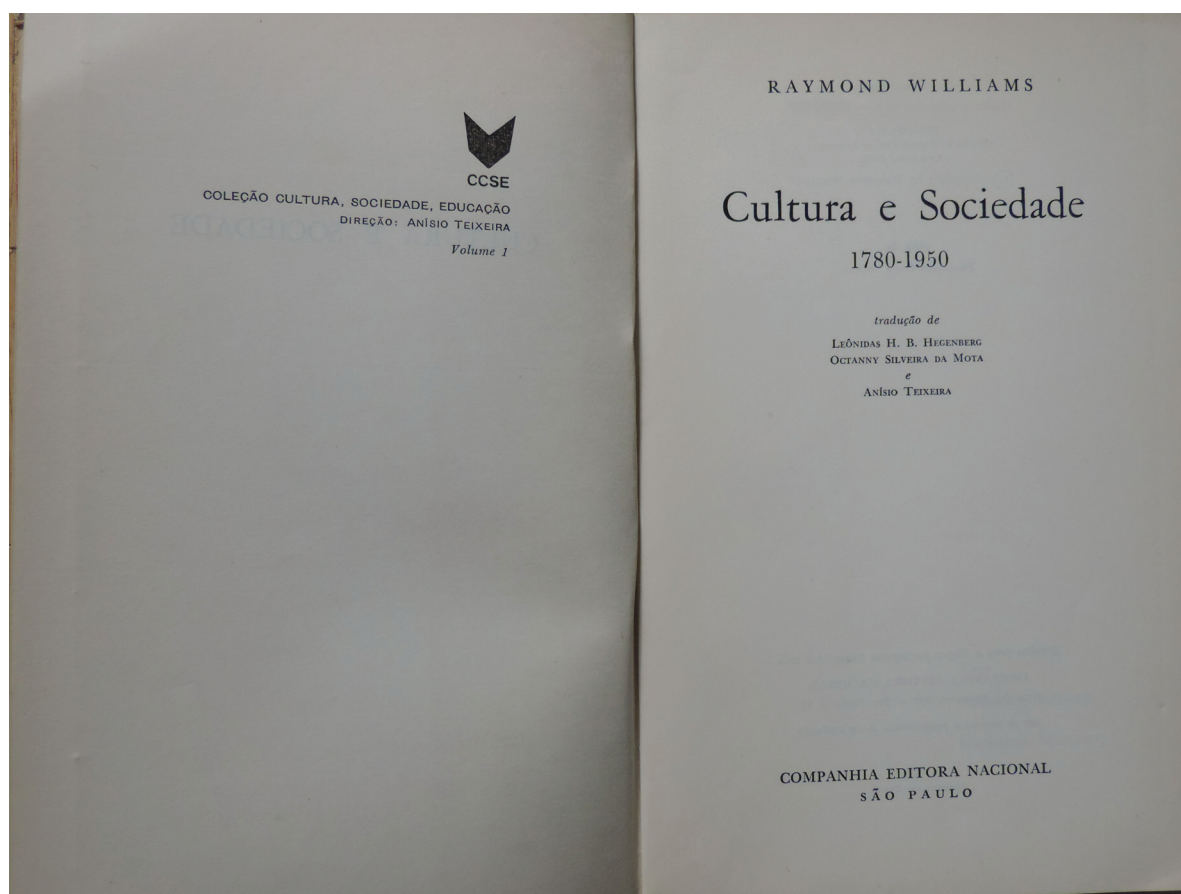 CCSE
COLEÇÃO CULTURA, SOCIEDADE, EDUCAÇÃO
DIREÇÃO: ANÍSIO TEIXEIRA
Volume 1
RAYMOND WILLIAMS
Cultura e Sociedade
1780-1950
tradução de
LEÔNIDAS H. B. HEGENBERG
OCTANNY SILVEIRA DA MOTA
e
ANÍSIO TEIXEIRA
COMPANHIA EDITORA NACIONAL
SÃO PAULO